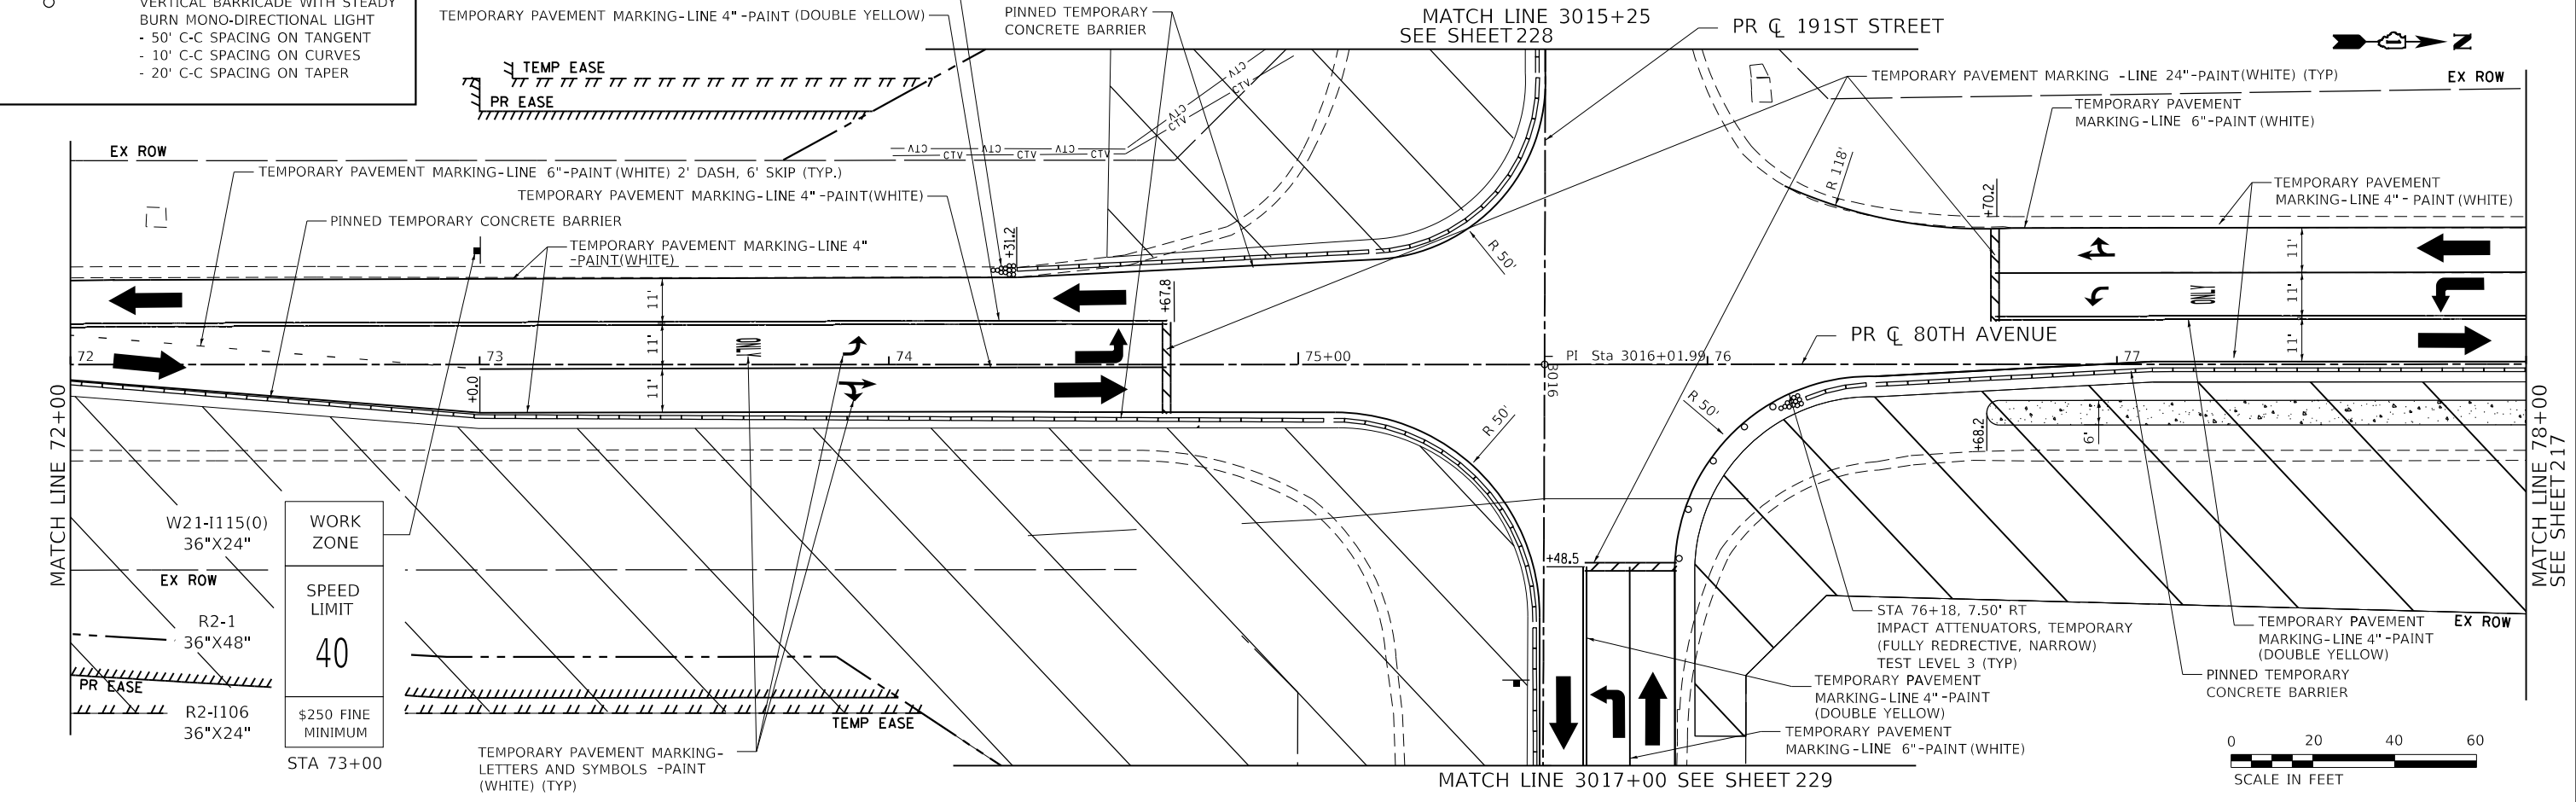 VERTICAL BARRICADE WITH STEADY
BURN MONO-DIRECTIONAL LIGHT
- 50' C-C SPACING ON TANGENT
- 10' C-C SPACING ON CURVES
- 20' C-C SPACING ON TAPER
TEMPORARY PAVEMENT MARKING-LINE 4"-PAINT (DOUBLE YELLOW)
PINNED TEMPORARY
CONCRETE BARRIER
MATCH LINE 3015+25
SEE SHEET 228
PR ℄ 191ST STREET
N
TEMP EASE
PR EASE
TEMPORARY PAVEMENT MARKING -LINE 24"-PAINT(WHITE) (TYP)
EX ROW
TEMPORARY PAVEMENT
MARKING-LINE 6"-PAINT (WHITE)
CTV
CTV
CTV
CTV
CTV CTV CTV CTV CTV
EX ROW
TEMPORARY PAVEMENT MARKING-LINE 6"-PAINT (WHITE) 2' DASH, 6' SKIP (TYP.)
TEMPORARY PAVEMENT MARKING-LINE 4"-PAINT(WHITE)
PINNED TEMPORARY CONCRETE BARRIER
TEMPORARY PAVEMENT MARKING-LINE 4"
-PAINT(WHITE)
R 118'
+70.2
TEMPORARY PAVEMENT
MARKING-LINE 4"- PAINT (WHITE)
+31.2
R 50'
+67.8
11'
11'
11'
11'
11'
11'
ONLY
ONLY
PR ℄ 80TH AVENUE
72
73
74
75+00
PI Sta 3016+01.99
76
77
3016
+0.0
MATCH LINE 72+00
R 50'
R 50'
+68.2
6'
MATCH LINE 78+00
SEE SHEET 217
W21-I115(0)
36"X24"
WORK
ZONE
EX ROW
SPEED
LIMIT
40
R2-1
36"X48"
PR EASE
R2-I106
36"X24"
$250 FINE
MINIMUM
STA 73+00
TEMP EASE
TEMPORARY PAVEMENT MARKING-
LETTERS AND SYMBOLS -PAINT
(WHITE) (TYP)
+48.5
STA 76+18, 7.50' RT
IMPACT ATTENUATORS, TEMPORARY
(FULLY REDRECTIVE, NARROW)
TEST LEVEL 3 (TYP)
TEMPORARY PAVEMENT
MARKING-LINE 4"-PAINT
(DOUBLE YELLOW)
TEMPORARY PAVEMENT
MARKING-LINE 6"-PAINT (WHITE)
TEMPORARY PAVEMENT
MARKING-LINE 4"-PAINT
(DOUBLE YELLOW)
EX ROW
PINNED TEMPORARY
CONCRETE BARRIER
MATCH LINE 3017+00 SEE SHEET 229
0 20 40 60
SCALE IN FEET